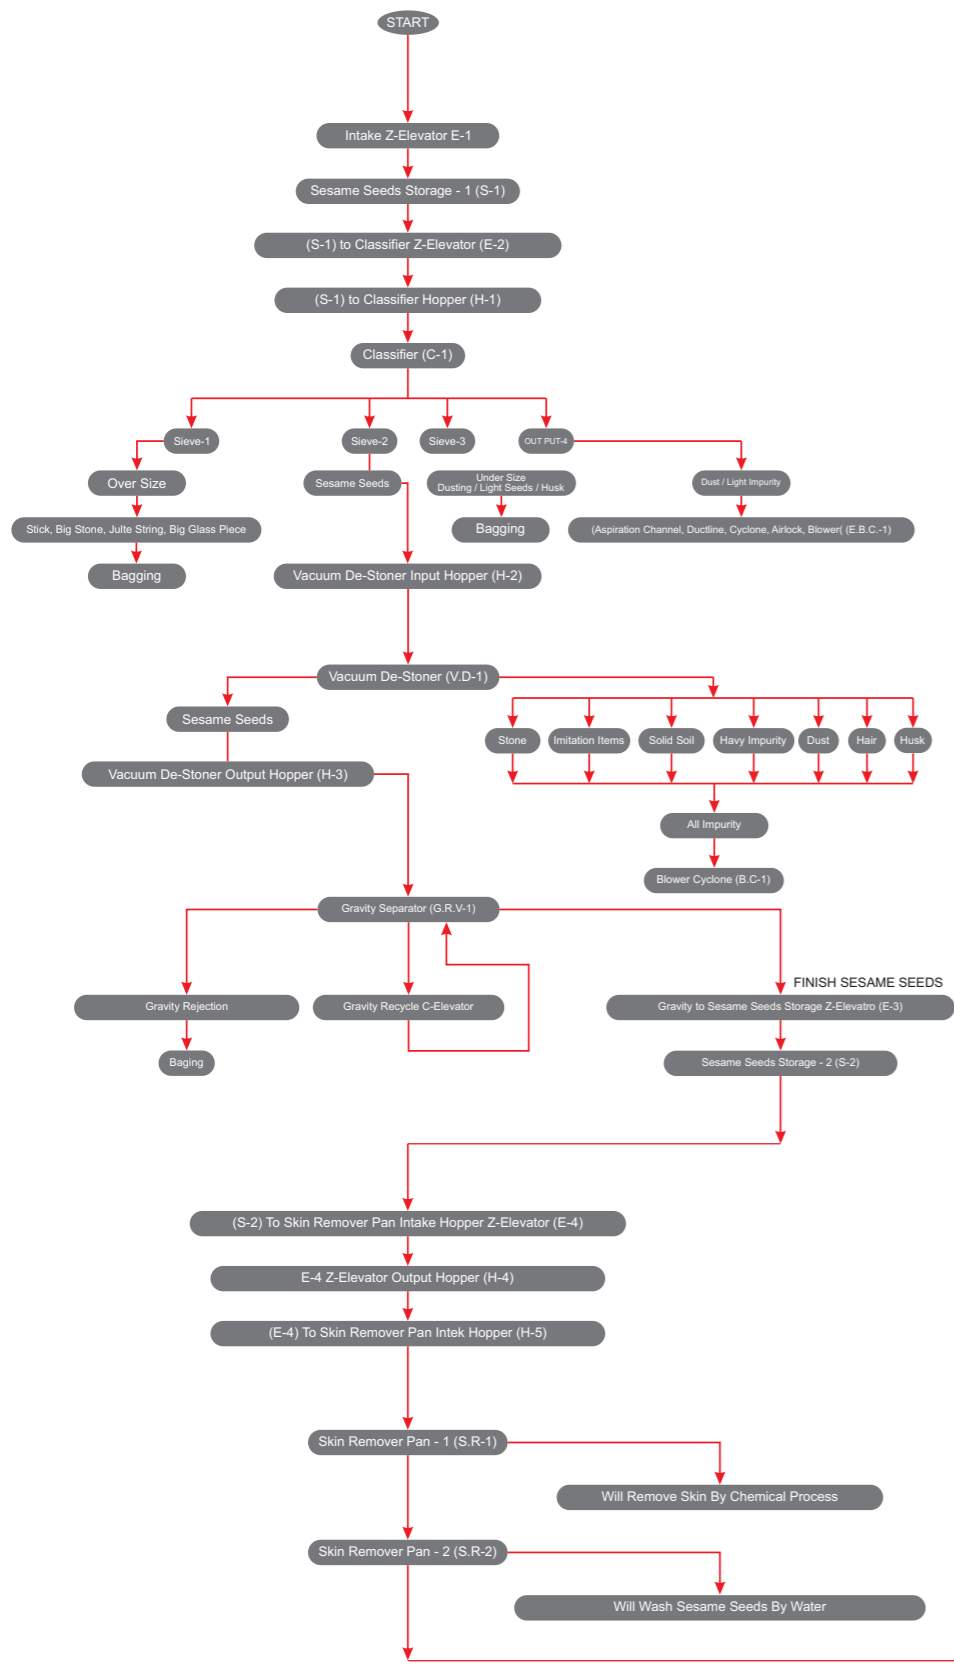 START
Intake Z-Elevator E-1
Sesame Seeds Storage - 1 (S-1)
(S-1) to Classifier Z-Elevator (E-2)
(S-1) to Classifier Hopper (H-1)
Classifier (C-1)
Sieve-1
Sieve-2
Sieve-3
OUT PUT-4
Over Size
Sesame Seeds
Under Size
Dusting / Light Seeds / Husk
Dust / Light Impurity
Stick, Big Stone, Julte String, Big Glass Piece
Bagging
(Aspiration Channel, Ductline, Cyclone, Airlock, Blower( (E.B.C.-1)
Bagging
Vacuum De-Stoner Input Hopper (H-2)
Vacuum De-Stoner (V.D-1)
Sesame Seeds
Stone
Imitation Items
Solid Soil
Havy Impurity
Dust
Hair
Husk
Vacuum De-Stoner Output Hopper (H-3)
All Impurity
Blower Cyclone (B.C-1)
Gravity Separator (G.R.V-1)
FINISH SESAME SEEDS
Gravity Rejection
Gravity Recycle C-Elevator
Gravity to Sesame Seeds Storage Z-Elevatro (E-3)
Baging
Sesame Seeds Storage - 2 (S-2)
(S-2) To Skin Remover Pan Intake Hopper Z-Elevator (E-4)
E-4 Z-Elevator Output Hopper (H-4)
(E-4) To Skin Remover Pan Intek Hopper (H-5)
Skin Remover Pan - 1 (S.R-1)
Will Remove Skin By Chemical Process
Skin Remover Pan - 2 (S.R-2)
Will Wash Sesame Seeds By Water